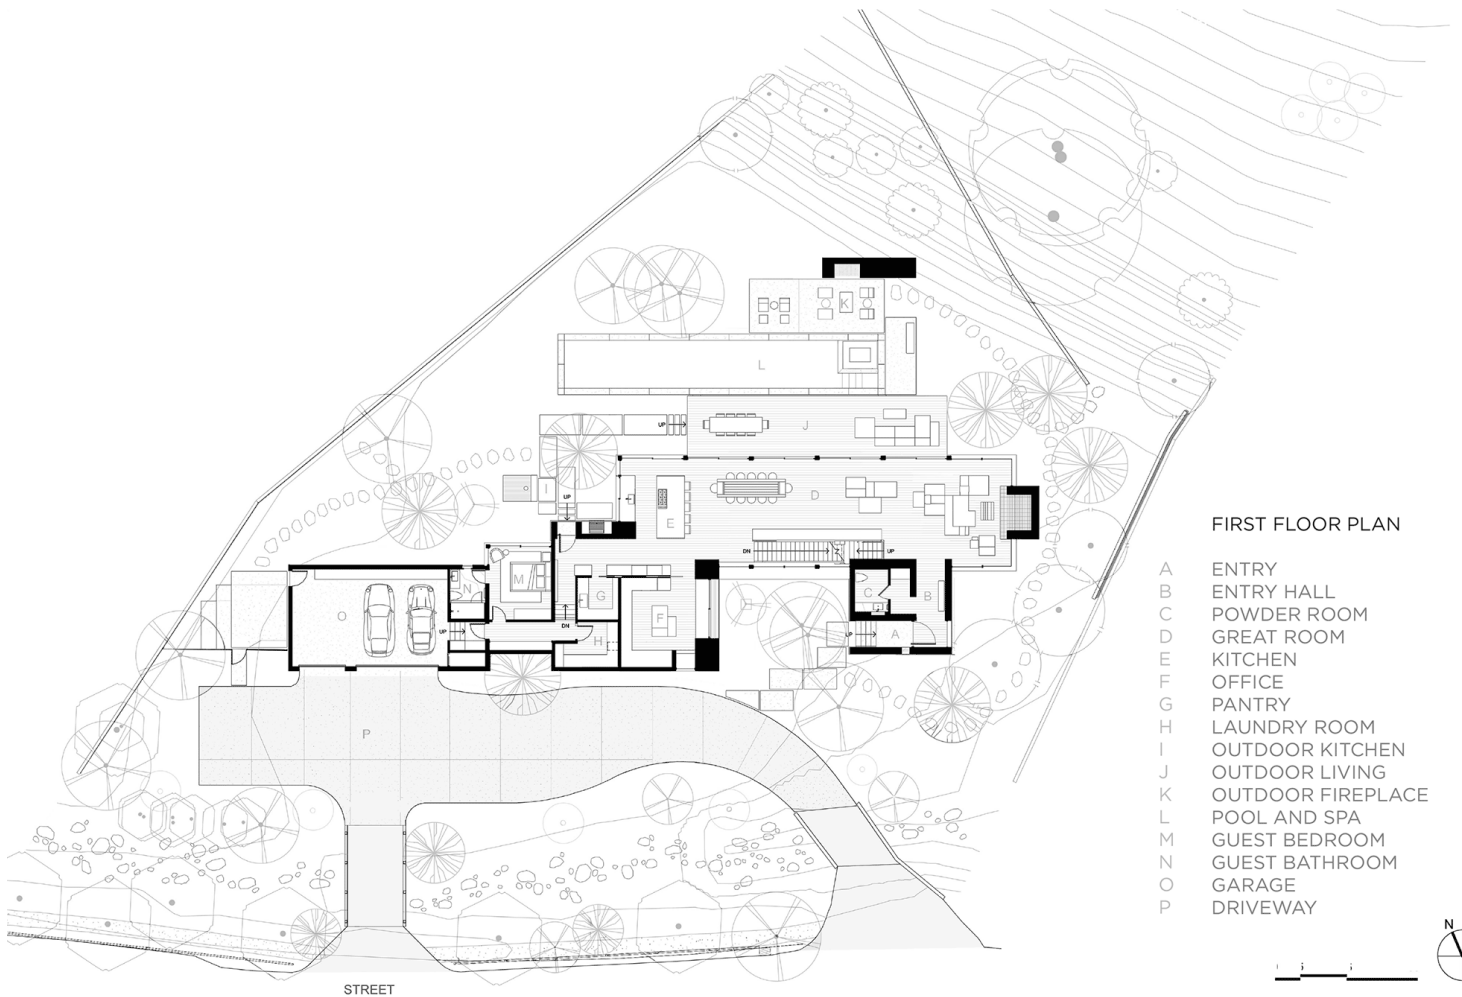 K
L
UP
J
UP
I
D
E
DN
UP
Z
M
N
G
C
B
O
F
UP
DN
H
UP
A
P
FIRST FLOOR PLAN
A ENTRY
B ENTRY HALL
C POWDER ROOM
D GREAT ROOM
E KITCHEN
F OFFICE
G PANTRY
H LAUNDRY ROOM
I OUTDOOR KITCHEN
J OUTDOOR LIVING
K OUTDOOR FIREPLACE
L POOL AND SPA
M GUEST BEDROOM
N GUEST BATHROOM
O GARAGE
P DRIVEWAY
N
STREET